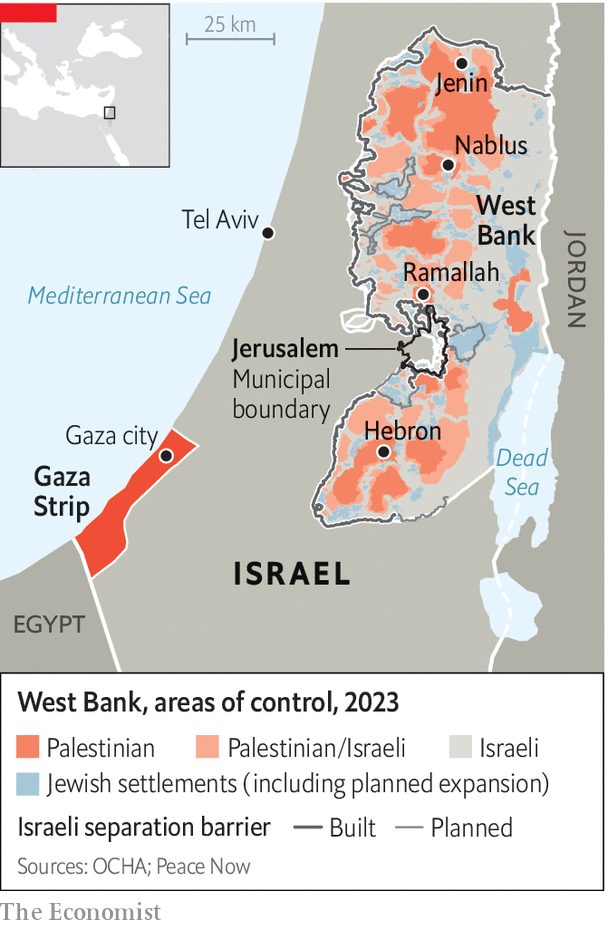 25 km
Jenin
Nablus
Tel Aviv
West
Bank
JORDAN
Ramallah
Mediterranean Sea
Jerusalem
Municipal
boundary
Gaza city
Hebron
Gaza
Strip
Dead
Sea
ISRAEL
EGYPT
West Bank, areas of control, 2023
Palestinian Palestinian/Israeli Israeli
Jewish settlements (including planned expansion)
Israeli separation barrier Built Planned
Sources: OCHA; Peace Now
The Economist